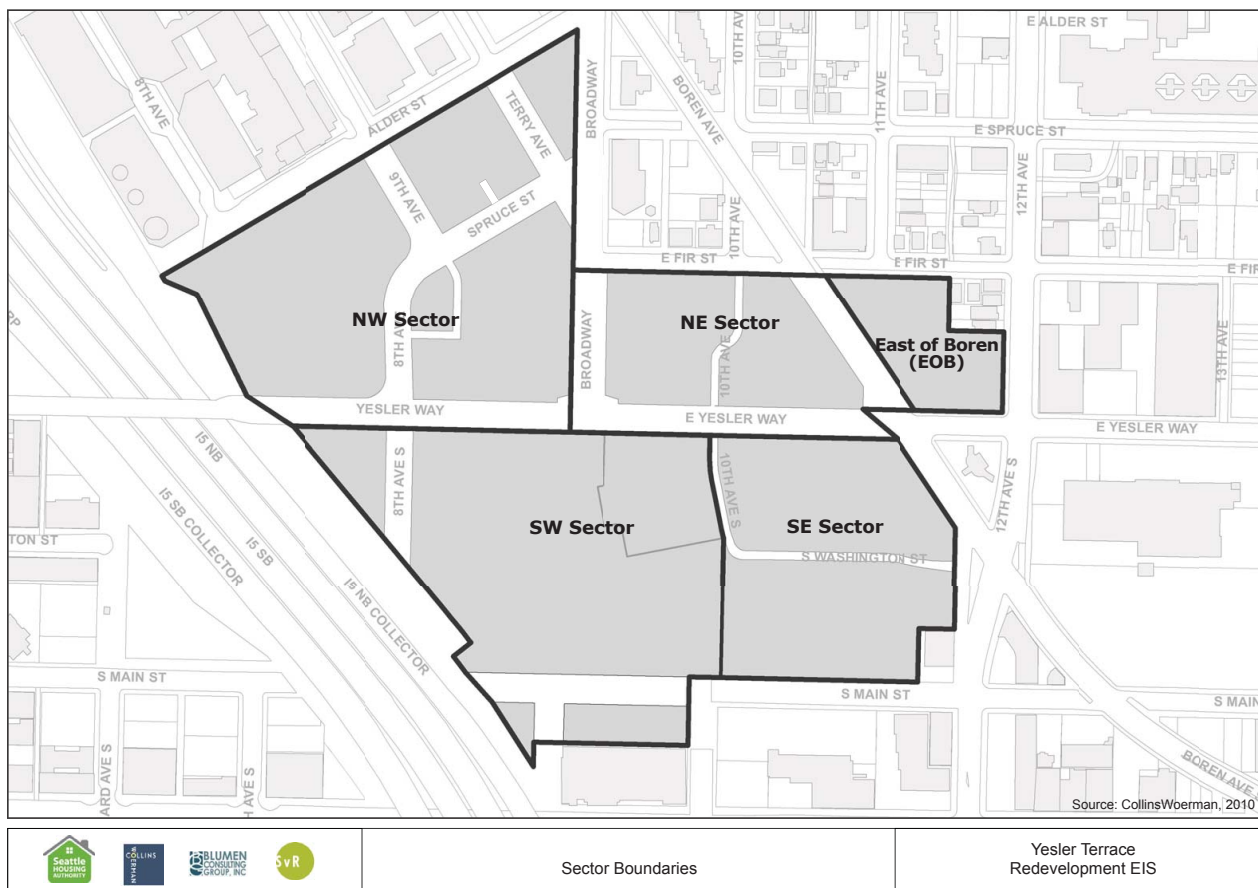 E ALDER ST
8TH AVE
ALDER ST
TERRY AVE
BROADWAY
BOREN AVE
10TH AVE
11TH AVE
E SPRUCE ST
12TH AVE
9TH AVE
SPRUCE ST
10TH AVE
E FIR ST
E FIR ST
E FIR
NW Sector
8TH AVE
BROADWAY
NE Sector
10TH AVE
East of Boren
(EOB)
13TH AVE
YESLER WAY
E YESLER WAY
E YESLER WAY
I5 NB
8TH AVE S
10TH AVE S
12TH AVE S
SW Sector
SE Sector
S WASHINGTON ST
TON ST
I5 SB COLLECTOR
I5 SB
I5 NB COLLECTOR
RP
S MAIN ST
S MAIN ST
S MAIN
ARD AVE S
H AVE S
BOREN AVE S
Source: CollinsWoerman, 2010
Seattle
HOUSING
AUTHORITY
COLLINS
WOERMAN
BLUMEN
CONSULTING
GROUP, INC
SvR
Sector Boundaries
Yesler Terrace
Redevelopment EIS